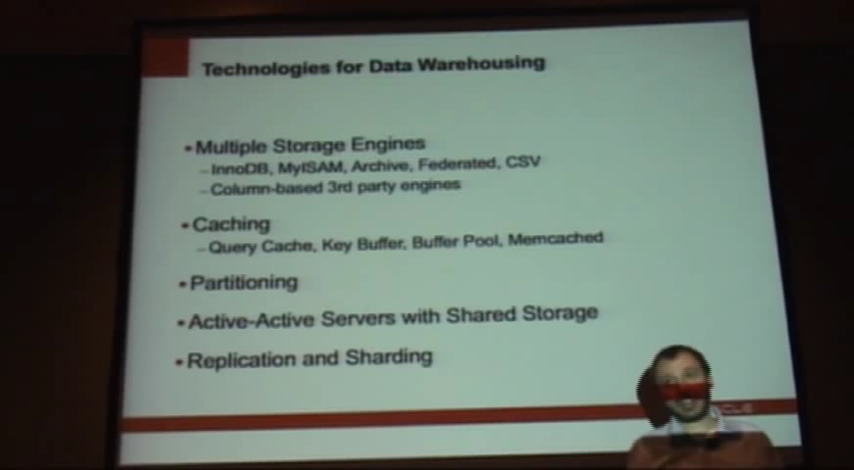 Technologies for Data Warehousing
•Multiple Storage Engines
–InnoDB, MyISAM, Archive, Federated, CSV
–Column-based 3rd party engines
•Caching
–Query Cache, Key Buffer, Buffer Pool, Memcached
•Partitioning
•Active-Active Servers with Shared Storage
•Replication and Sharding